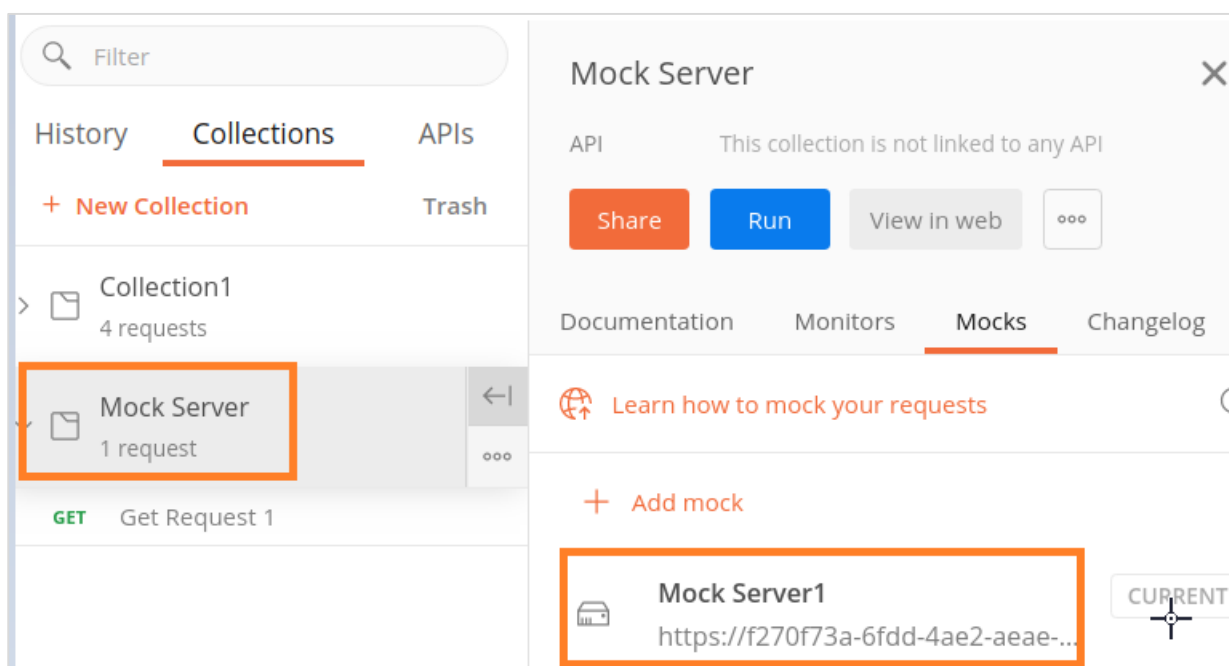 Filter
History Collections APIs
+ New Collection Trash
Collection1
4 requests
Mock Server
1 request
GET Get Request 1
Mock Server
API This collection is not linked to any API
Share Run View in web
Documentation Monitors Mocks Changelog
Learn how to mock your requests
+ Add mock
Mock Server1
CURRENT
https://f270f73a-6fdd-4ae2-aeae-...